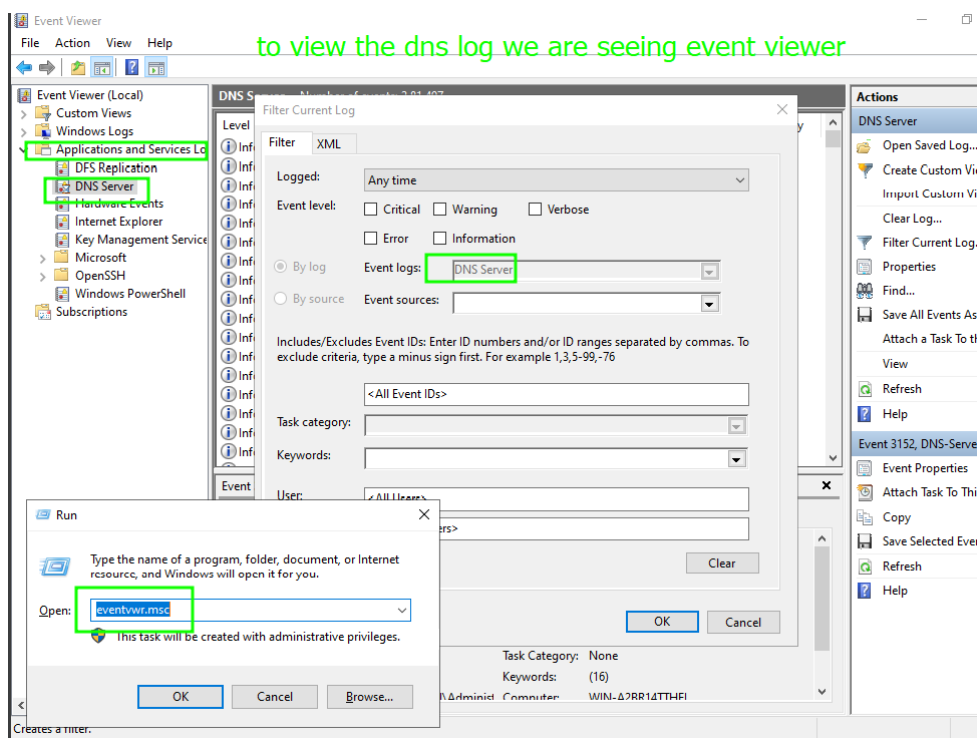 Event Viewer
File Action View Help
to view the dns log we are seeing event viewer
Event Viewer (Local)
Custom Views
Windows Logs
Applications and Services Lo
DFS Replication
DNS Server
Hardware Events
Internet Explorer
Key Management Service
Microsoft
OpenSSH
Windows PowerShell
Subscriptions
DNS S
Level
Filter Current Log
Filter XML
Logged: Any time
Event level: Critical Warning Verbose
Error Information
By log Event logs: DNS Server
By source Event sources:
Includes/Excludes Event IDs: Enter ID numbers and/or ID ranges separated by commas. To
exclude criteria, type a minus sign first. For example 1,3,5-99,-76
<All Event IDs>
Task category:
Keywords:
User: <All Users>
ers>
Clear
OK Cancel
Event
Task Category: None
Keywords: (16)
Computer: WIN-A2BR14TTHFL
Run
Type the name of a program, folder, document, or Internet
resource, and Windows will open it for you.
Open: eventvwr.msc
This task will be created with administrative privileges.
OK Cancel Browse...
Creates a filter.
Actions
DNS Server
Open Saved Log...
Create Custom Vi
Import Custom Vi
Clear Log...
Filter Current Log.
Properties
Find...
Save All Events As
Attach a Task To th
View
Refresh
Help
Event 3152, DNS-Serve
Event Properties
Attach Task To Thi
Copy
Save Selected Ever
Refresh
Help